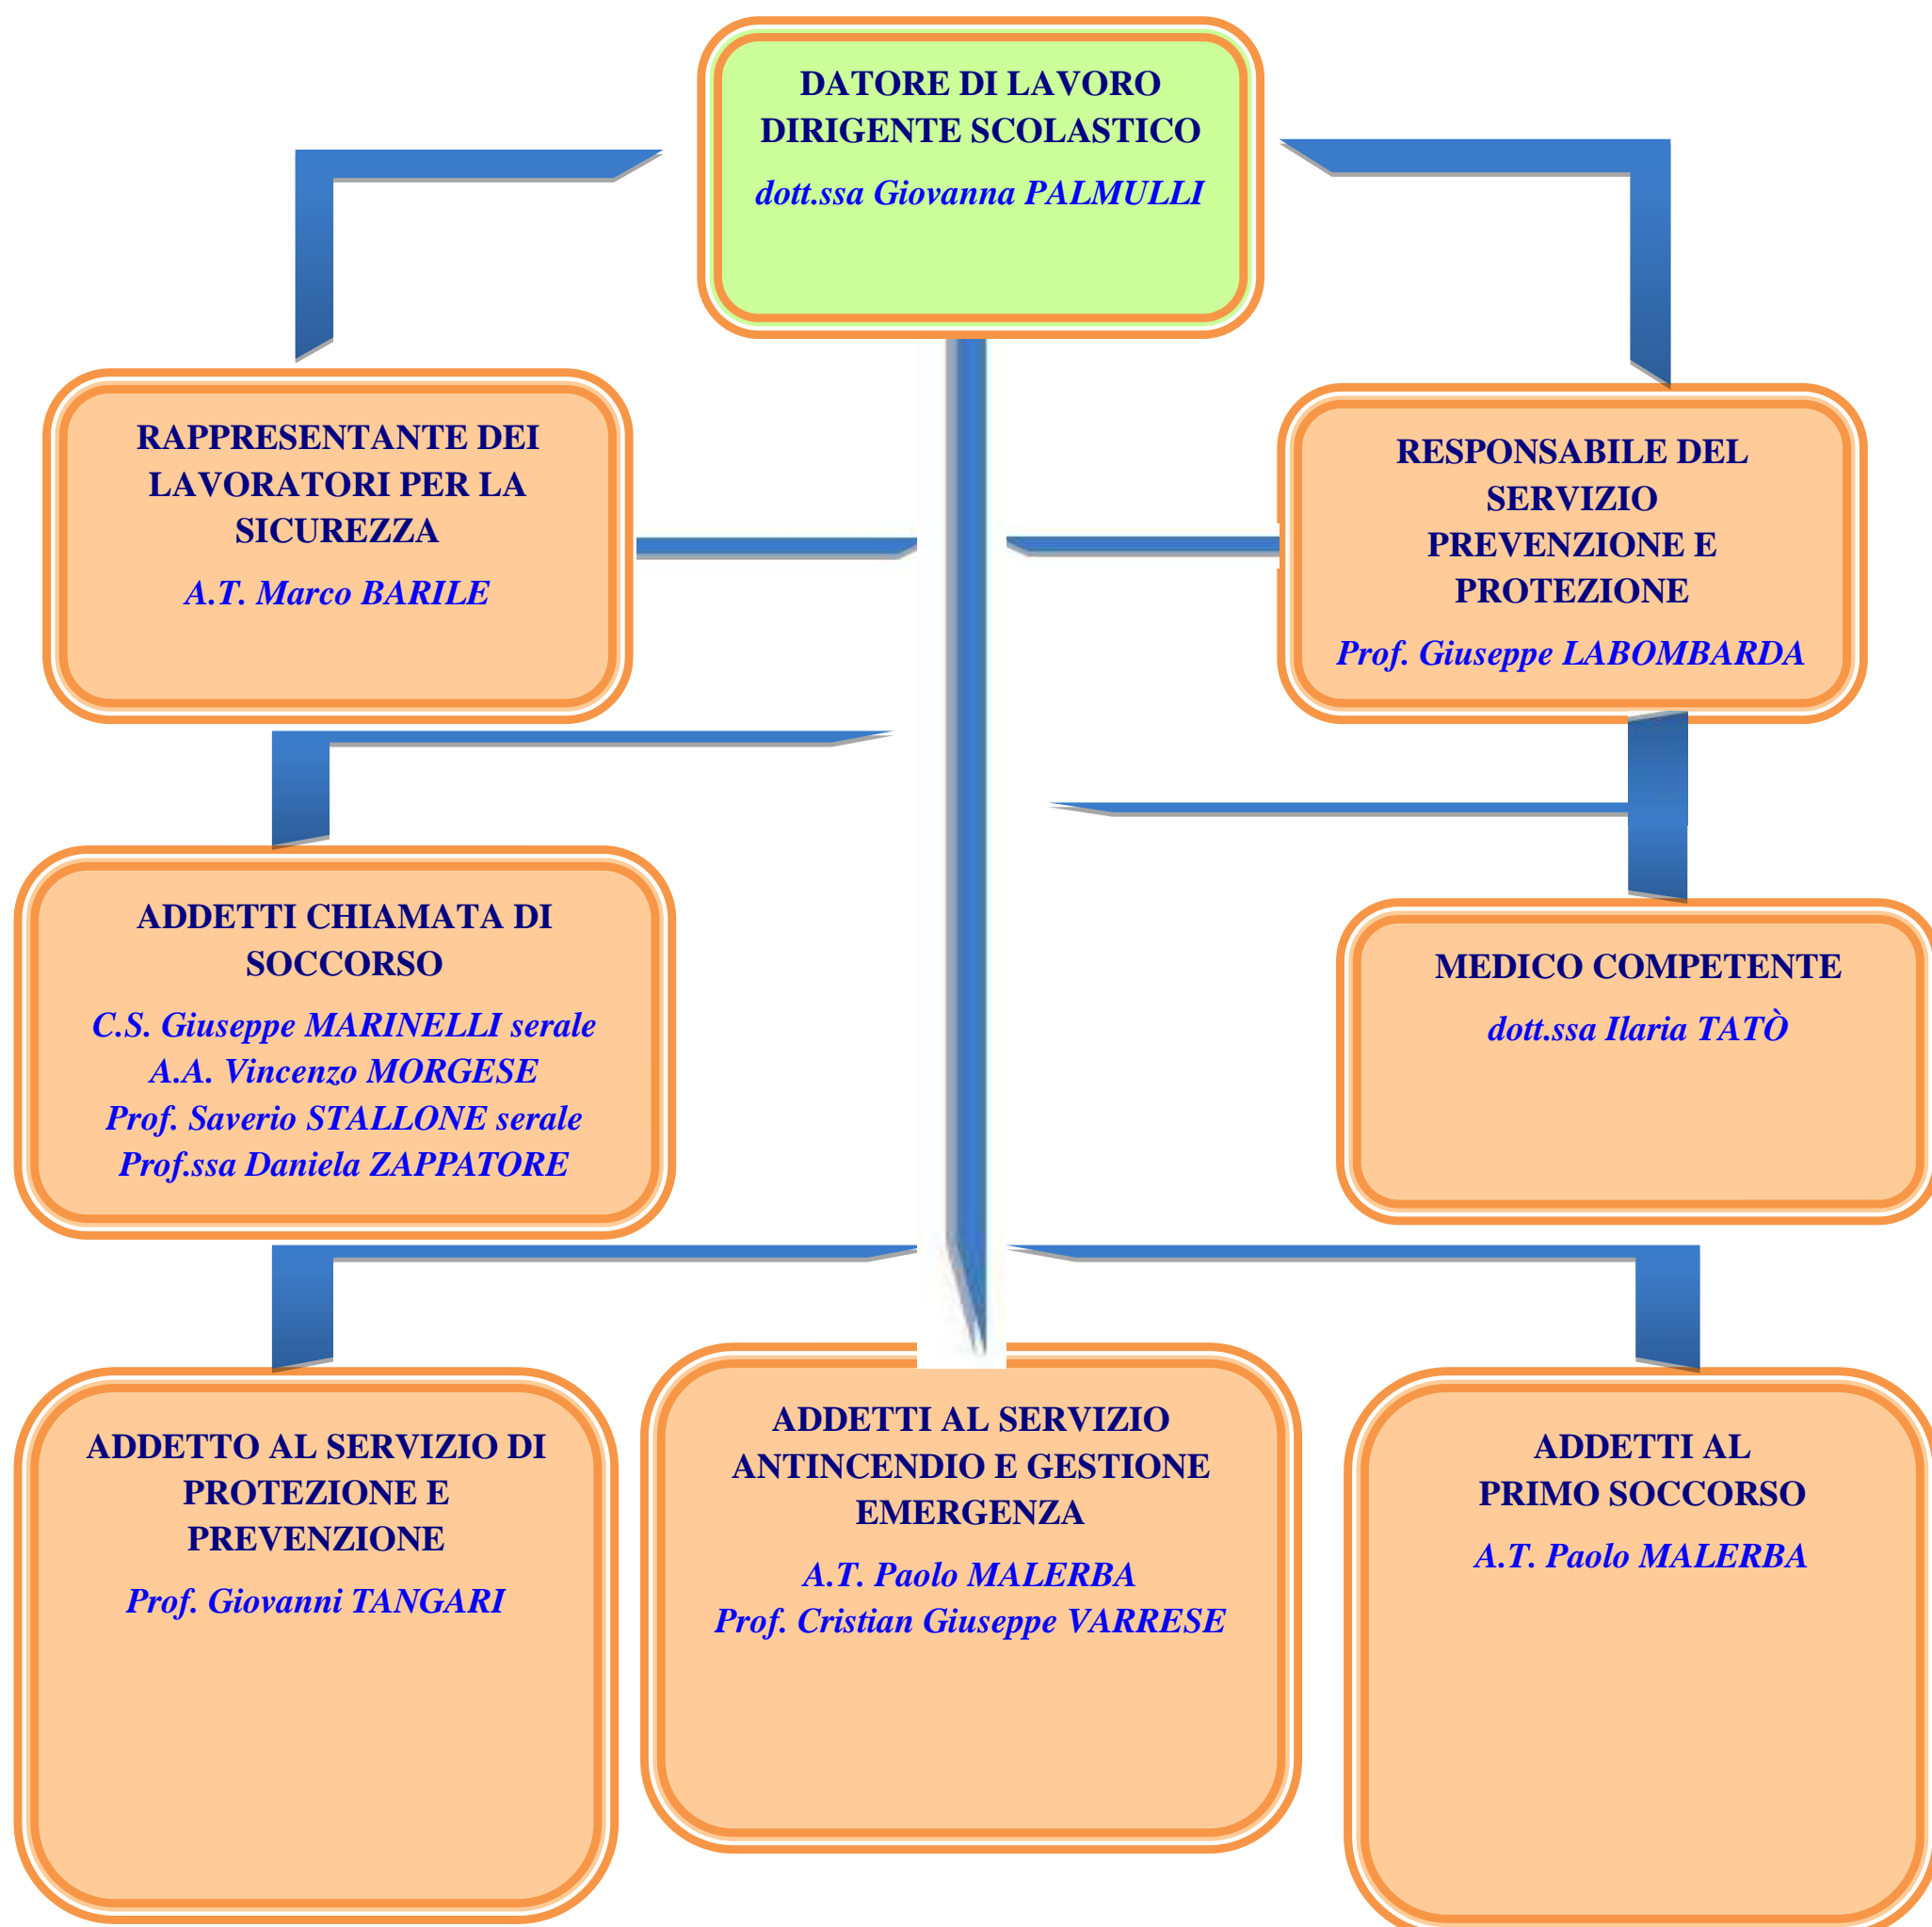 DATORE DI LAVORO
DIRIGENTE SCOLASTICO
dott.ssa Giovanna PALMULLI
RAPPRESENTANTE DEI
LAVORATORI PER LA
SICUREZZA
A.T. Marco BARILE
RESPONSABILE DEL
SERVIZIO
PREVENZIONE E
PROTEZIONE
Prof. Giuseppe LABOMBARDA
ADDETTI CHIAMATA DI
SOCCORSO
C.S. Giuseppe MARINELLI serale
A.A. Vincenzo MORGESE
Prof. Saverio STALLONE serale
Prof.ssa Daniela ZAPPATORE
MEDICO COMPETENTE
dott.ssa Ilaria TATÒ
ADDETTO AL SERVIZIO DI
PROTEZIONE E
PREVENZIONE
Prof. Giovanni TANGARI
ADDETTI AL SERVIZIO
ANTINCENDIO E GESTIONE
EMERGENZA
A.T. Paolo MALERBA
Prof. Cristian Giuseppe VARRESE
ADDETTI AL
PRIMO SOCCORSO
A.T. Paolo MALERBA